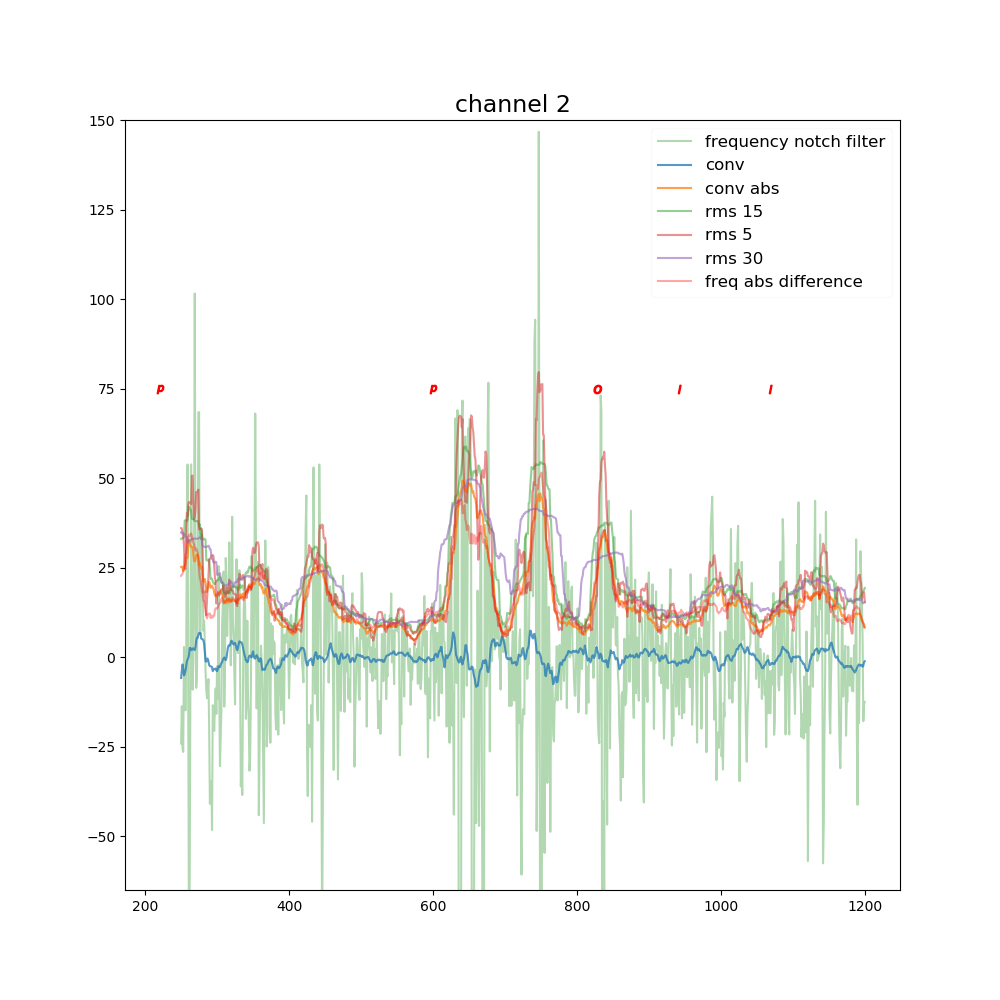 channel 2
150
125
100
75
50
25
0
−25
−50
frequency notch filter
conv
conv abs
rms 15
rms 5
rms 30
freq abs difference
p p o l l
200 400 600 800 1000 1200